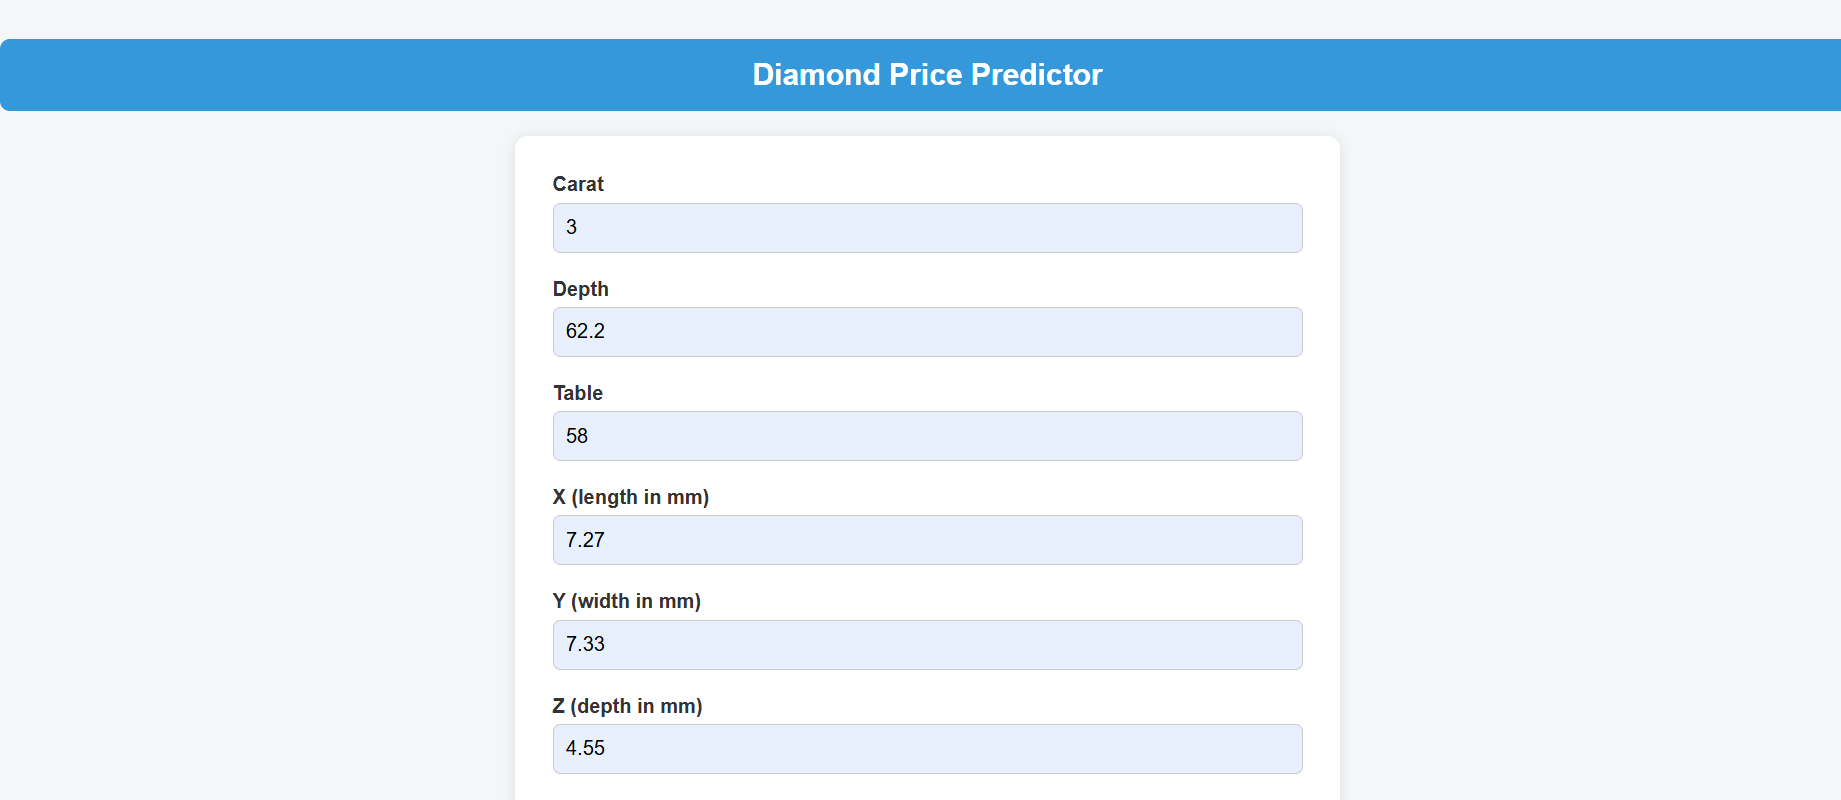 Diamond Price Predictor
Carat
3
Depth
62.2
Table
58
X (length in mm)
7.27
Y (width in mm)
7.33
Z (depth in mm)
4.55